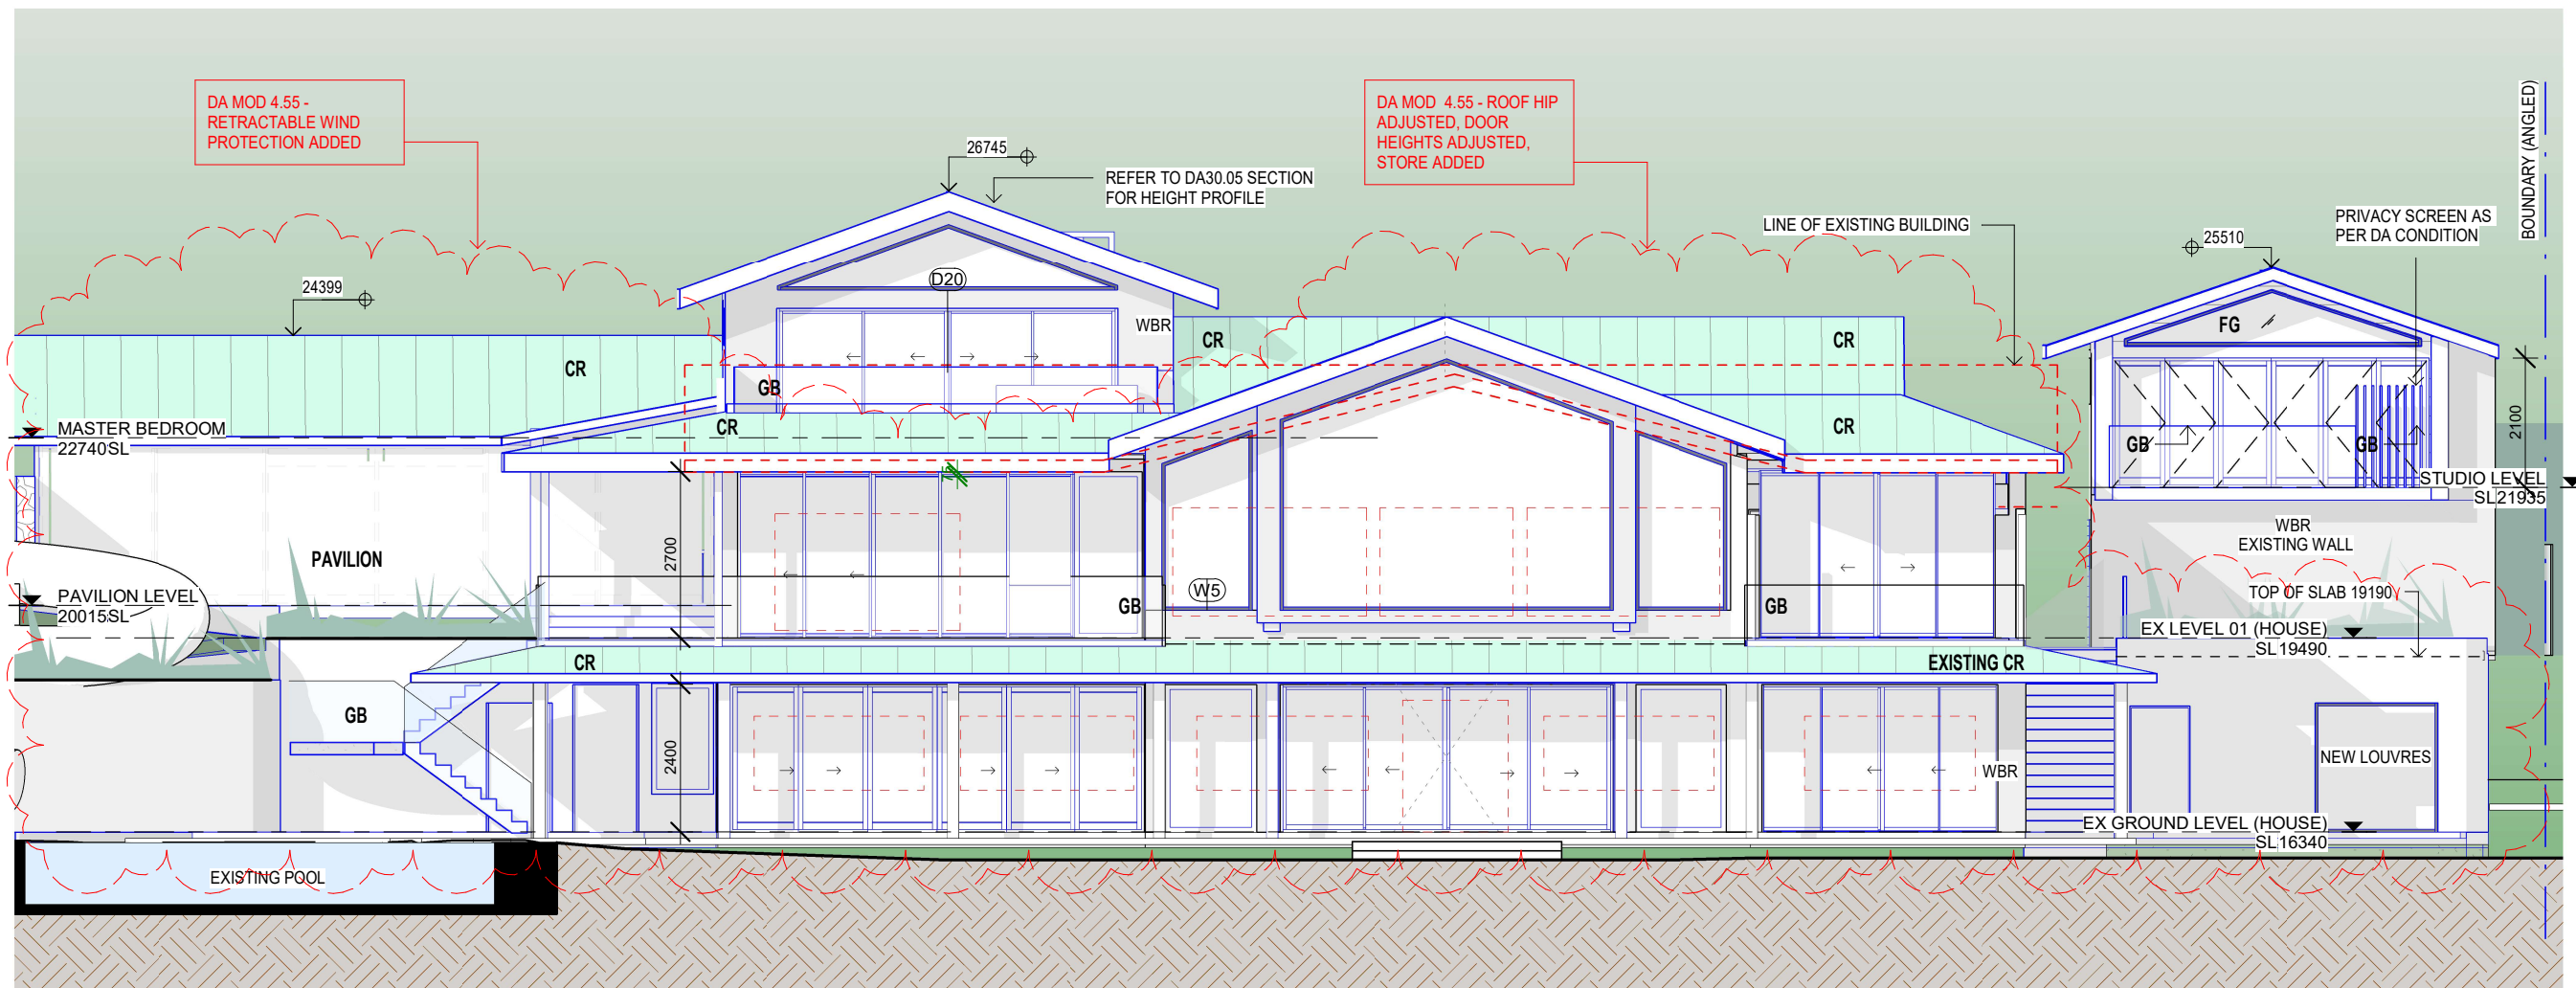 DA MOD 4.55 -
RETRACTABLE WIND
PROTECTION ADDED
DA MOD 4.55 - ROOF HIP
ADJUSTED, DOOR
HEIGHTS ADJUSTED,
STORE ADDED
BOUNDARY (ANGLED)
26745
REFER TO DA30.05 SECTION
FOR HEIGHT PROFILE
LINE OF EXISTING BUILDING
PRIVACY SCREEN AS
PER DA CONDITION
25510
24399
D20
WBR
FG
CR
CR
CR
GB
CR
CR
MASTER BEDROOM
22740SL
GB
GB
2100
STUDIO LEVEL
SL21935
WBR
EXISTING WALL
2700
PAVILION
W5
PAVILION LEVEL
20015SL
GB
GB
TOP OF SLAB 19190
EX LEVEL 01 (HOUSE)
SL19490
CR
EXISTING CR
GB
2400
WBR
NEW LOUVRES
EX GROUND LEVEL (HOUSE)
SL16340
EXISTING POOL